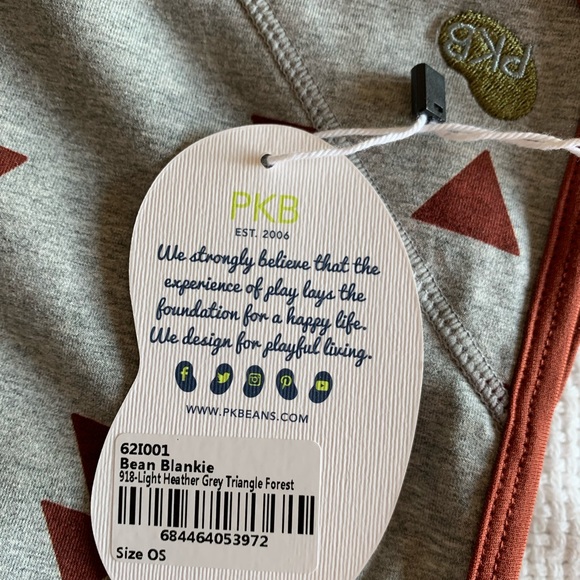 PKB
PKB
EST. 2006
We strongly believe that the
experience of play lays the
foundation for a happy life.
We design for playful living.
WWW.PKBEANS.COM
62I001
Bean Blankie
918-Light Heather Grey Triangle Forest
684464053972
Size OS